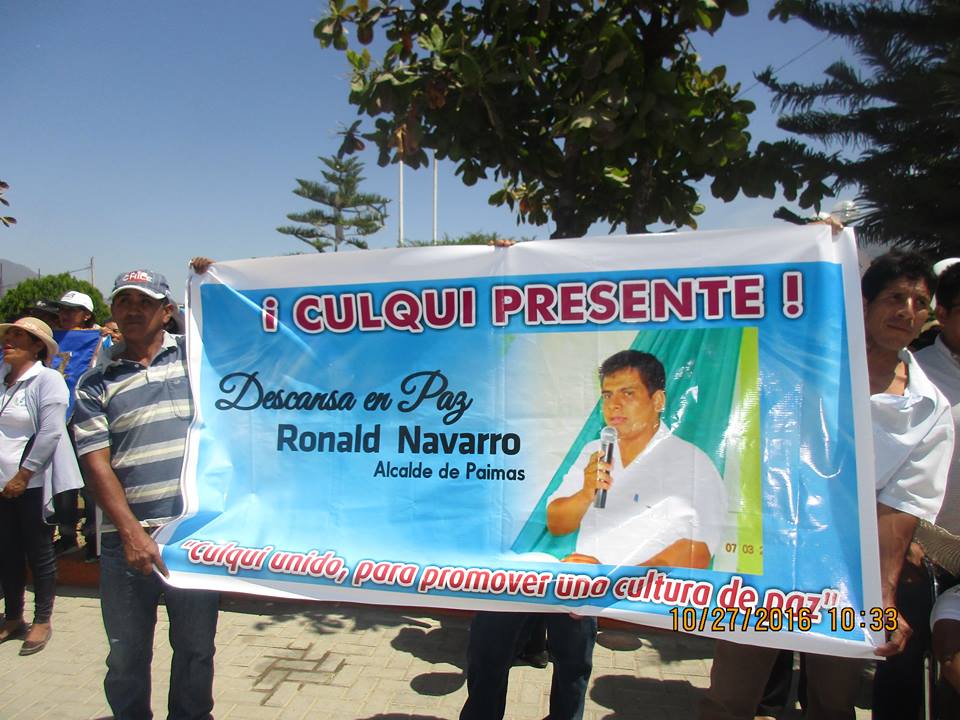 ¡ CULQUI PRESENTE !
Descansa en Paz
Ronald Navarro
Alcalde de Paimas
07 03
"Culqui unido, para promover una cultura de paz"
10/27/2016 10:33